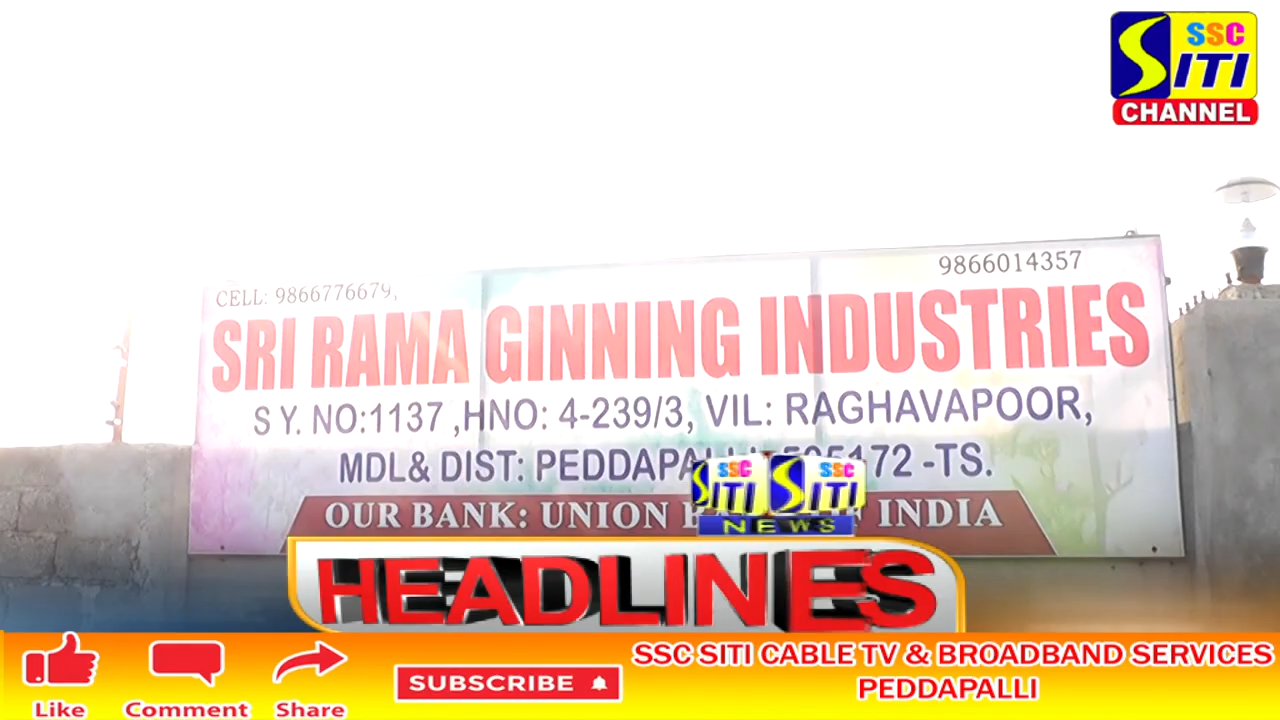 SSC
SITI
CHANNEL
CELL: 9866776679,
9866014357
SRI RAMA GINNING INDUSTRIES
S Y. NO:1137 ,HNO: 4-239/3, VIL: RAGHAVAPOOR,
MDL& DIST: 172 -TS.
OUR BANK: UNION INDIA
SSC SSC
SITI SITI
NEWS
HEADLINES
Like
Comment
Share
SUBSCRIBE
SSC SITI CABLE TV & BROADBAND SERVICES
PEDDAPALLI